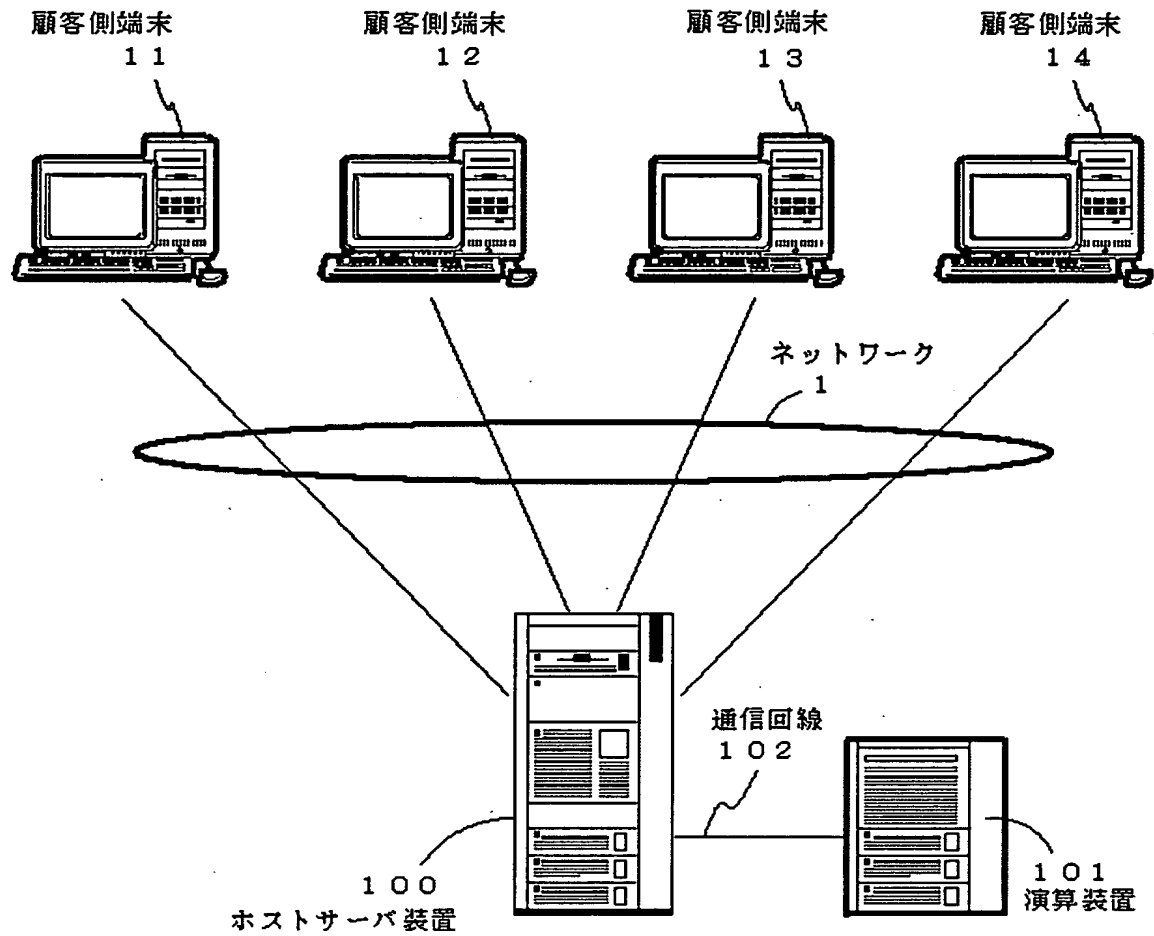 顧客側端末
11
顧客側端末
12
顧客側端末
13
顧客側端末
14
ネットワーク
1
通信回線
102
100
ホストサーバ装置
101
演算装置